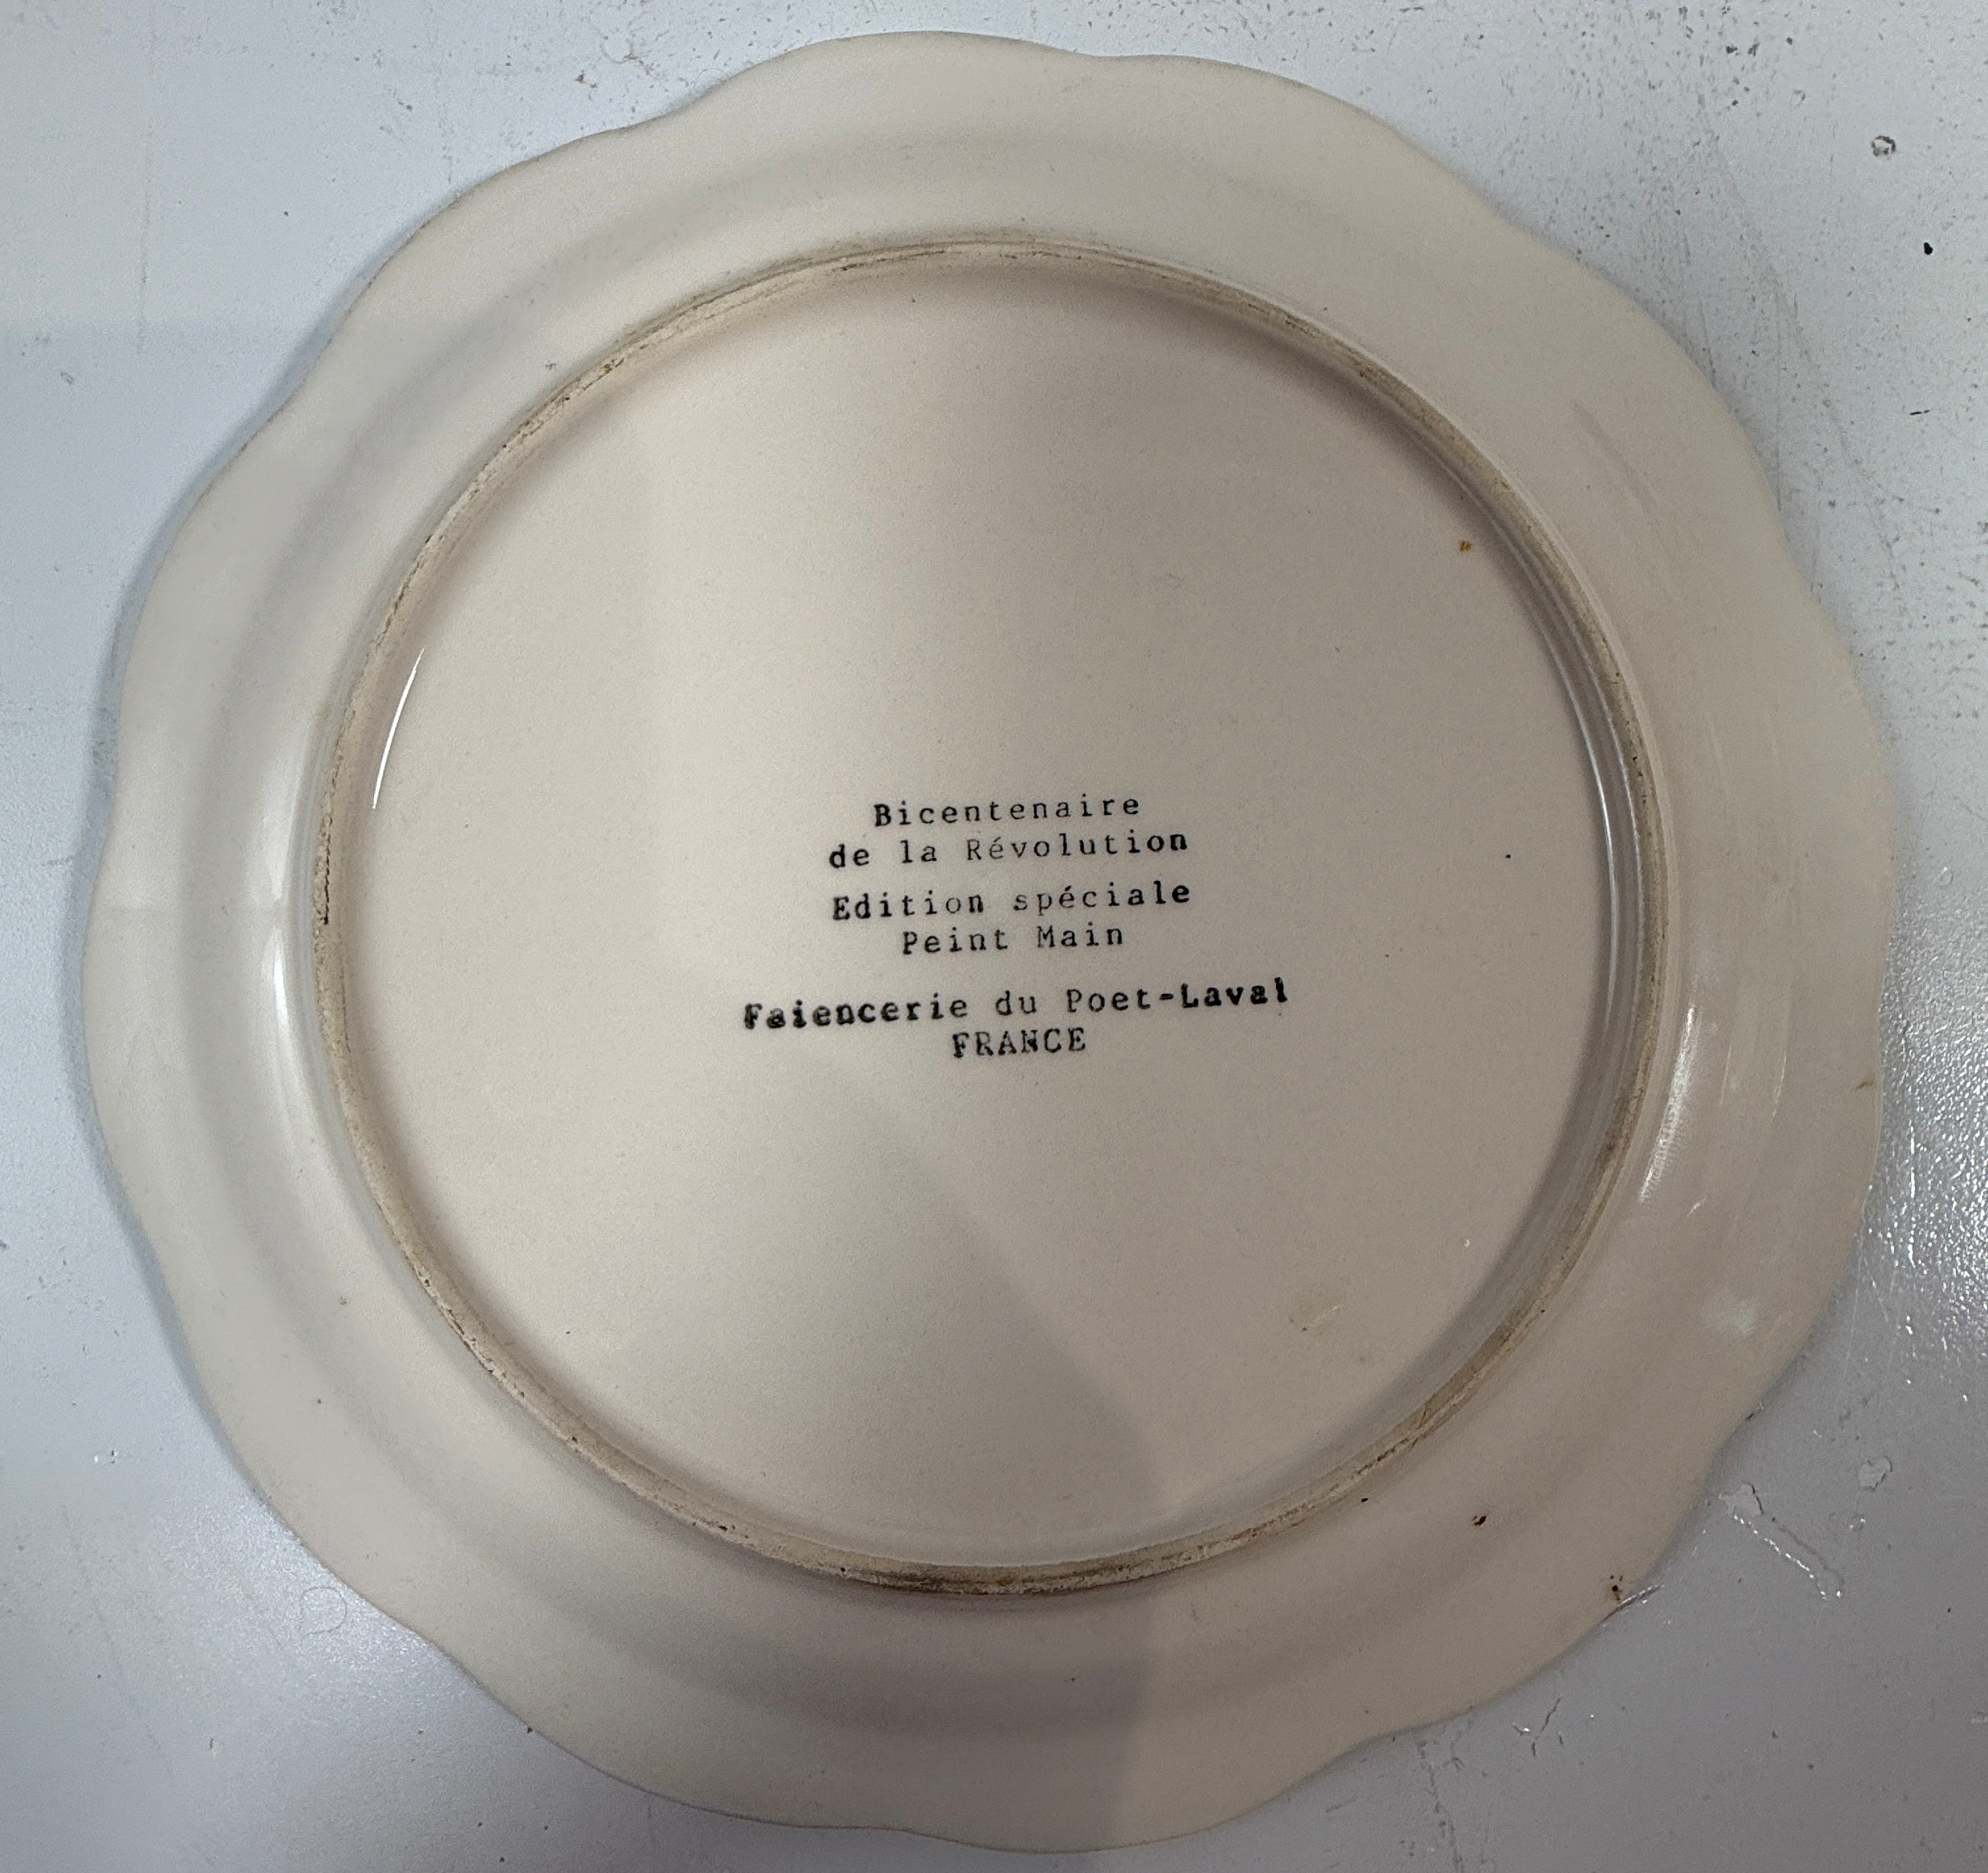 Bicentenaire
de la Révolution
Edition spéciale
Peint Main
Faiencerie du Poet-Laval
FRANCE